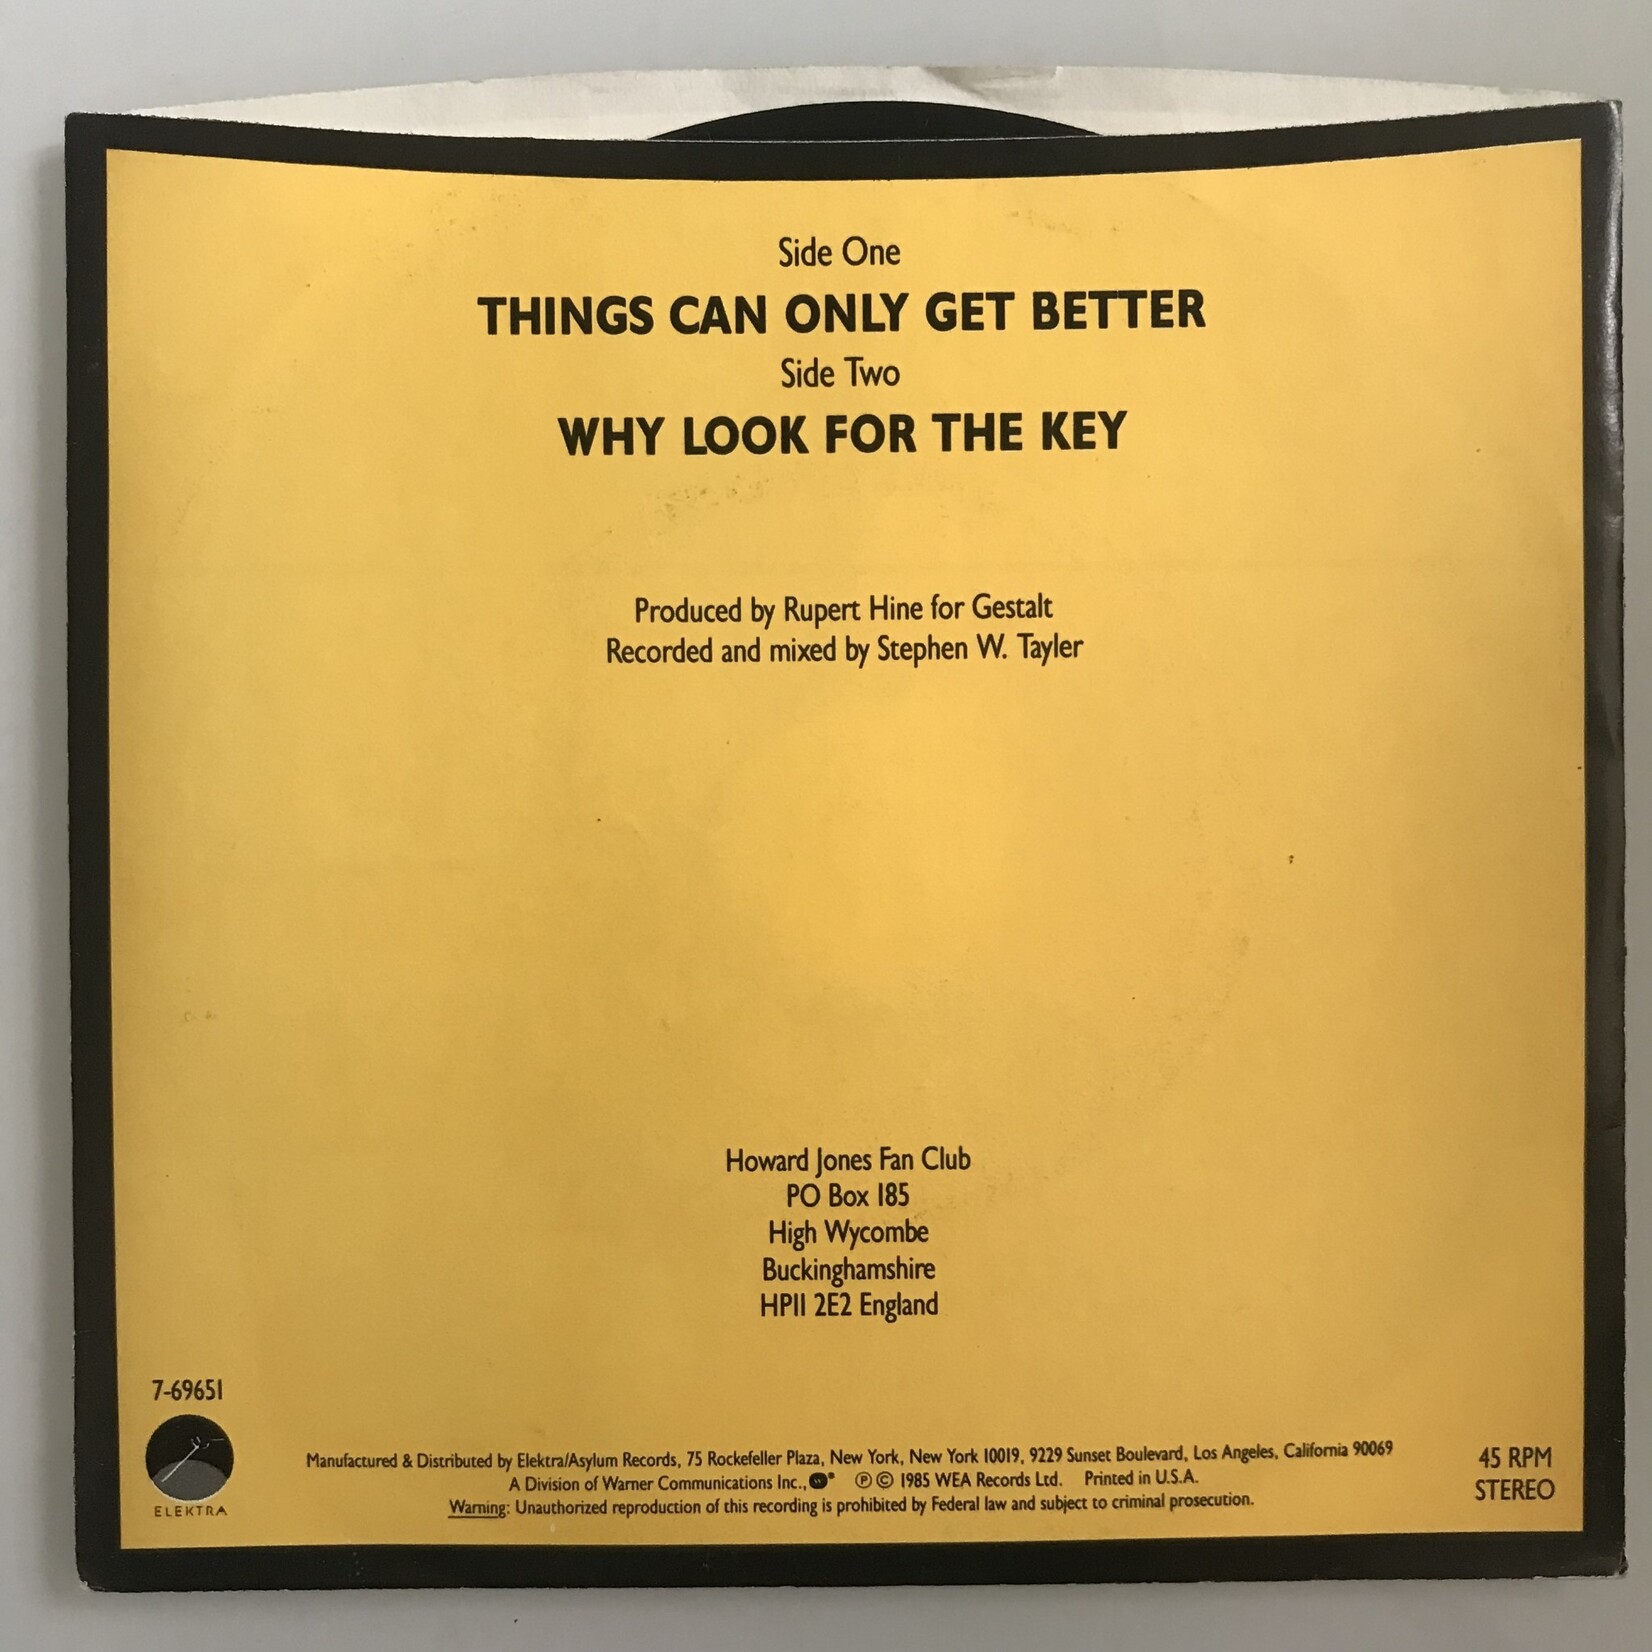 Side One
THINGS CAN ONLY GET BETTER
Side Two
WHY LOOK FOR THE KEY
Produced by Rupert Hine for Gestalt
Recorded and mixed by Stephen W. Tayler
Howard Jones Fan Club
PO Box 185
High Wycombe
Buckinghamshire
HP11 2E2 England
7-69651
ELEKTRA
Manufactured & Distributed by Elektra/Asylum Records, 75 Rockefeller Plaza, New York, New York 10019, 9229 Sunset Boulevard, Los Angeles, California 90069
A Division of Warner Communications Inc., ℗ © 1985 WEA Records Ltd. Printed in U.S.A.
Warning: Unauthorized reproduction of this recording is prohibited by Federal law and subject to criminal prosecution.
45 RPM
STEREO